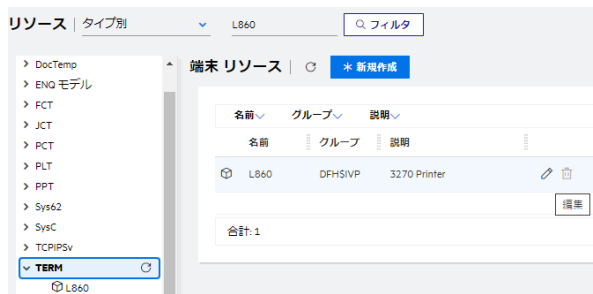 リソース | タイプ別 L860 フィルタ
DocTemp
ENQ モデル
FCT
JCT
PCT
PLT
PPT
Sys62
SysC
TCPIPSv
TERM
L860
端末 リソース | 新規作成
名前 グループ 説明
名前 グループ 説明
L860 DFH$IVP 3270 Printer
編集
合計: 1